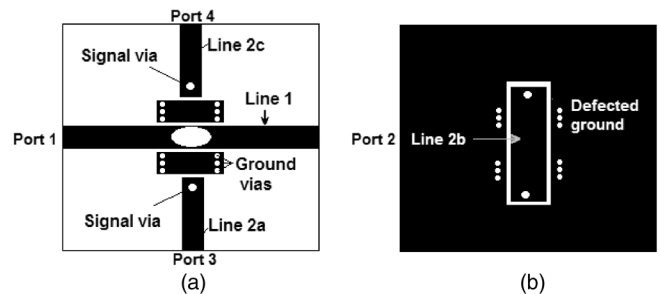 Port 4
Signal via
Line 2c
Line 1
Port 1
Port 2
Ground
vias
Signal via
Line 2a
Port 3
(a)
Defected
ground
Line 2b
(b)